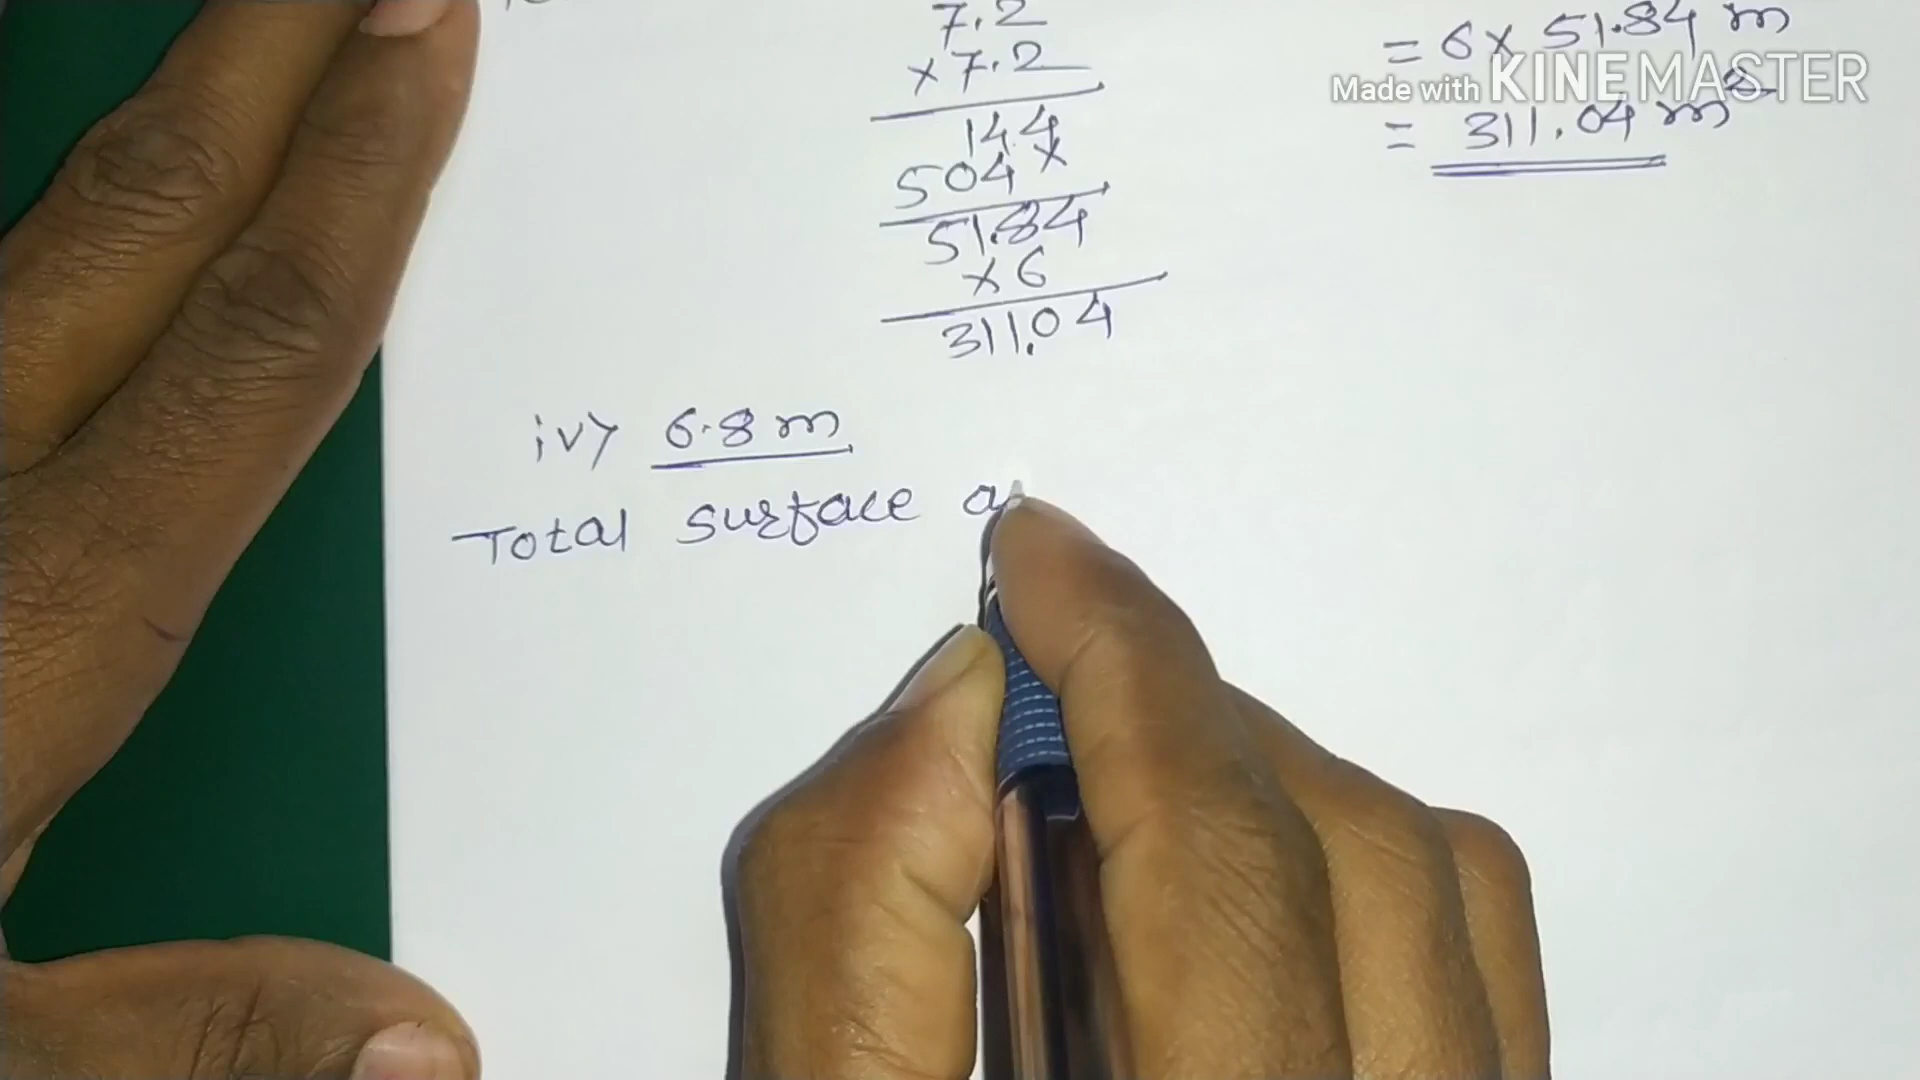 7.2
× 7.2
144
504 ×
51.84
× 6
311.04
= 6 × 51.84 m
Made with KINEMASTER
= 311.04 m²
iv) 6.8 m
Total surface a